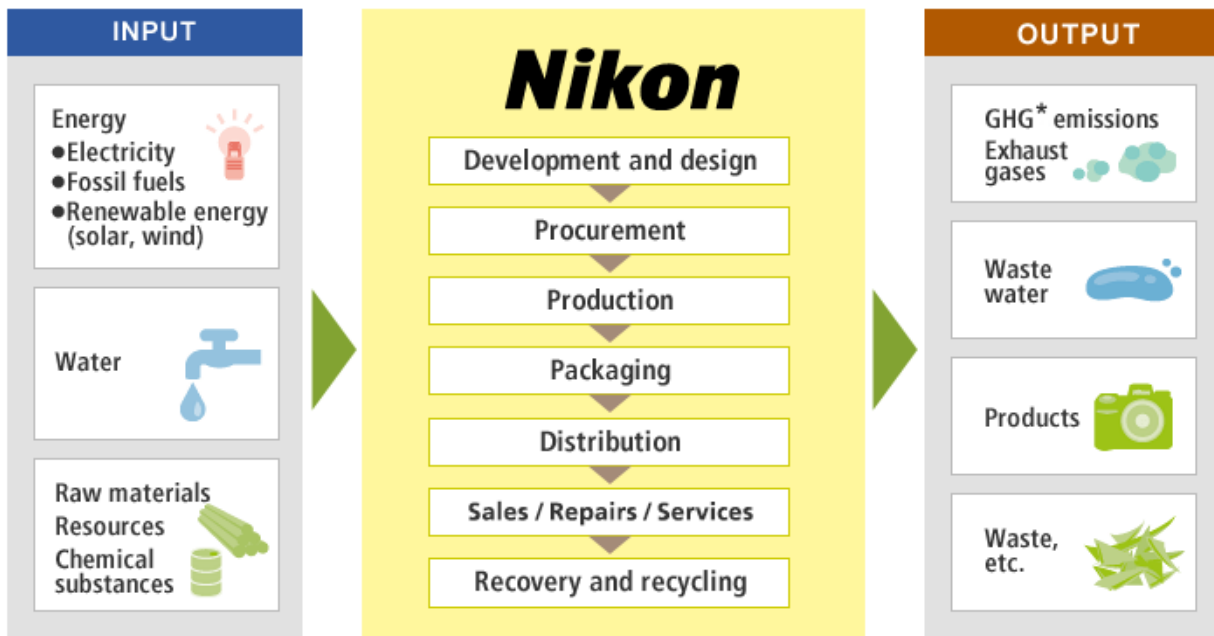 INPUT
Energy
●Electricity
●Fossil fuels
●Renewable energy
(solar, wind)
Water
Raw materials
Resources
Chemical
substances
Nikon
Development and design
Procurement
Production
Packaging
Distribution
Sales / Repairs / Services
Recovery and recycling
OUTPUT
GHG* emissions
Exhaust
gases
Waste
water
Products
Waste,
etc.